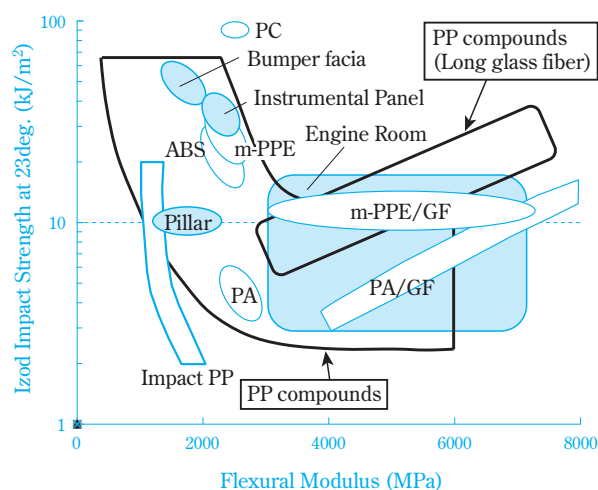 PC
Bumper facia
PP compounds
(Long glass fiber)
Instrumental Panel
Engine Room
ABS
m-PPE
Pillar
m-PPE/GF
PA
PA/GF
Impact PP
PP compounds
Izod Impact Strength at 23deg. (kJ/m²)
100
10
1
0
2000
4000
6000
8000
Flexural Modulus (MPa)